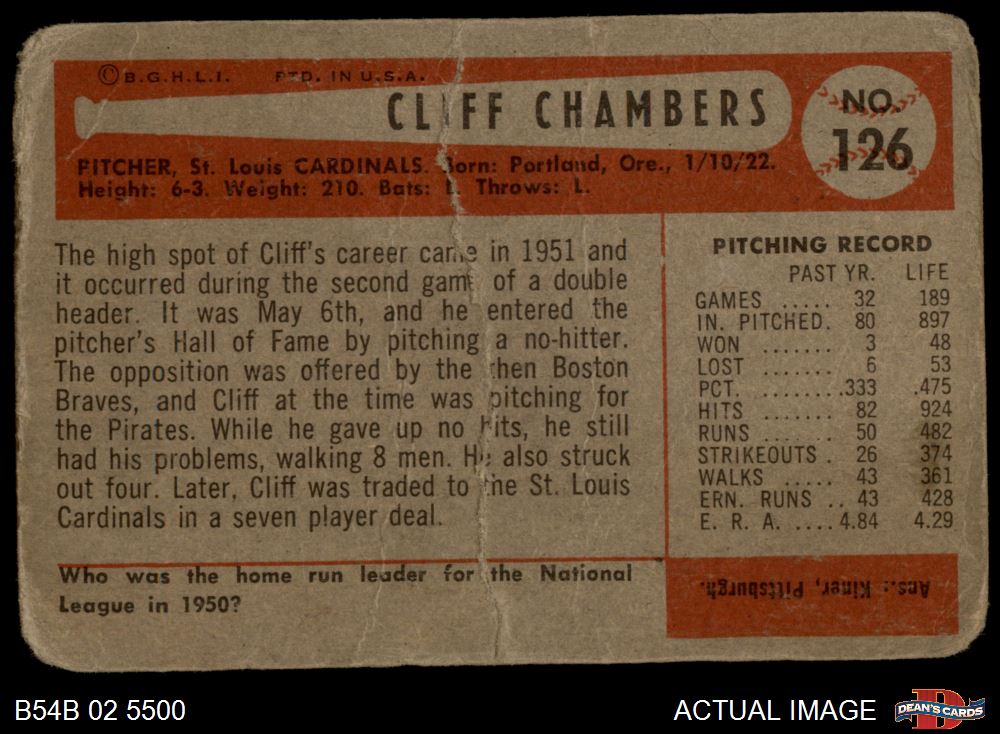 © B.G.H.L.I. PTD. IN U.S.A.
CLIFF CHAMBERS
NO.
126
PITCHER, St. Louis CARDINALS. Born: Portland, Ore., 1/10/22.
Height: 6-3. Weight: 210. Bats: L. Throws: L.
The high spot of Cliff's career came in 1951 and
it occurred during the second game of a double
header. It was May 6th, and he entered the
pitcher's Hall of Fame by pitching a no-hitter.
The opposition was offered by the then Boston
Braves, and Cliff at the time was pitching for
the Pirates. While he gave up no hits, he still
had his problems, walking 8 men. He also struck
out four. Later, Cliff was traded to the St. Louis
Cardinals in a seven player deal.
Who was the home run leader for the National
League in 1950?
PITCHING RECORD
PAST YR. LIFE
GAMES ..... 32 189
IN. PITCHED. 80 897
WON ....... 3 48
LOST ....... 6 53
PCT. ....... .333 .475
HITS ....... 82 924
RUNS ....... 50 482
STRIKEOUTS . 26 374
WALKS ..... 43 361
ERN. RUNS .. 43 428
E. R. A. .... 4.84 4.29
Ans.: Kiner, Pittsburgh.
B54B 02 5500
ACTUAL IMAGE
DEAN'S CARDS